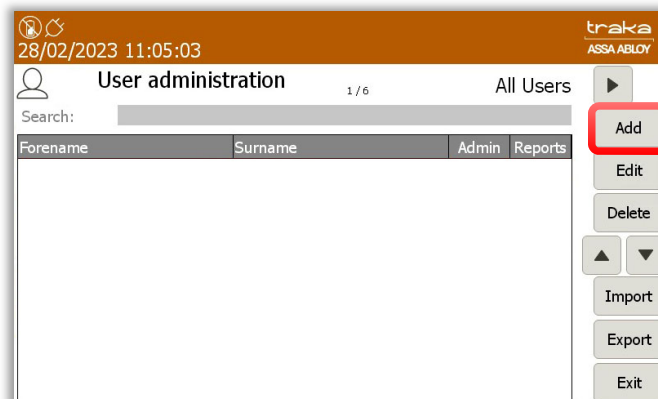 traka
28/02/2023 11:05:03
ASSA ABLOY
User administration
1/6
All Users
Search:
Add
Forename Surname Admin Reports
Edit
Delete
Import
Export
Exit